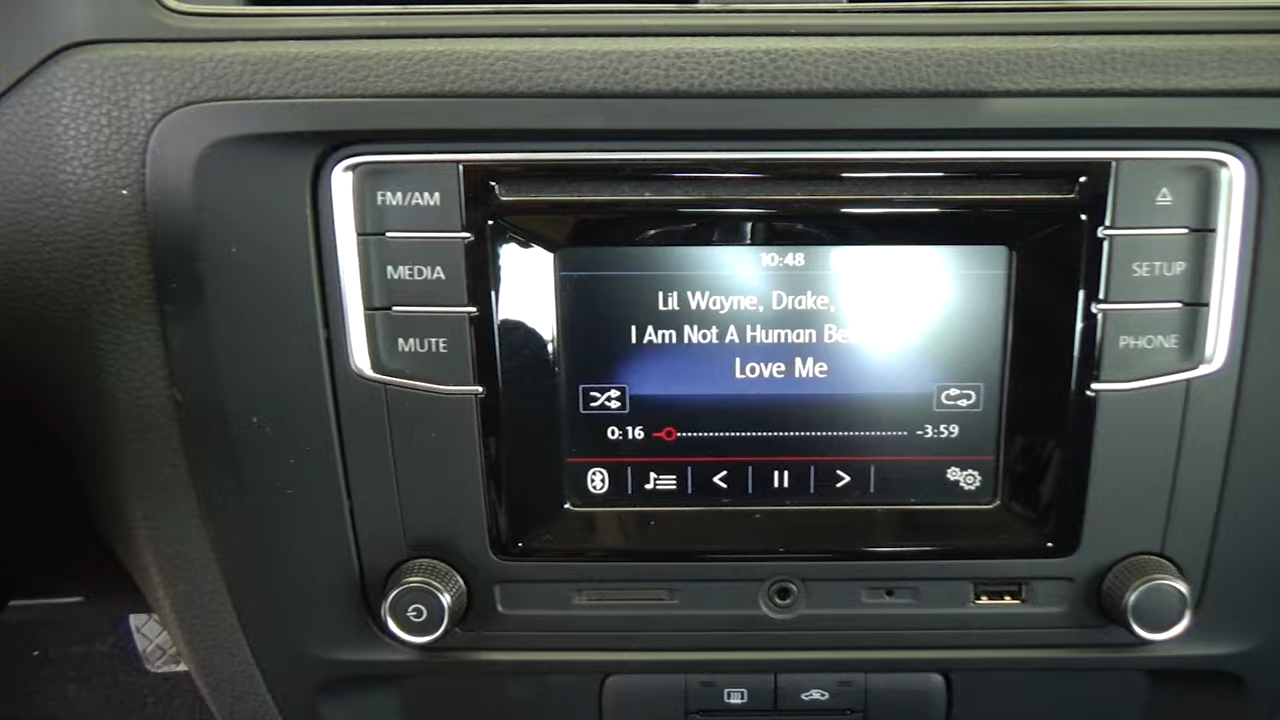 FM/AM
MEDIA
MUTE
SETUP
PHONE
10:48
Lil Wayne, Drake,
I Am Not A Human
Love Me
0:16
-3:59